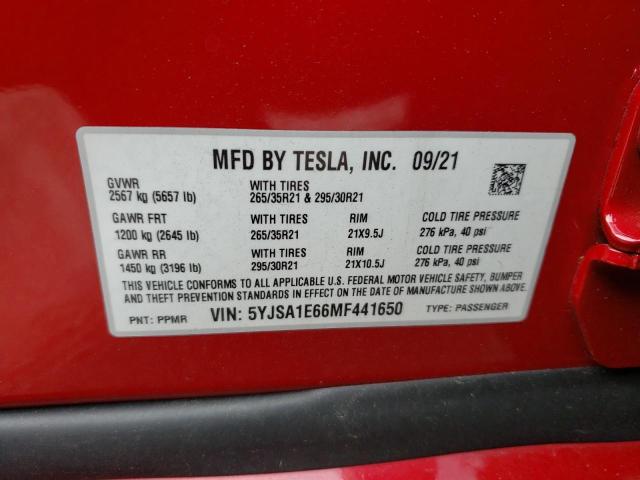 MFD BY TESLA, INC. 09/21
GVWR WITH TIRES
2567 kg (5657 lb) 265/35R21 & 295/30R21
GAWR FRT WITH TIRES RIM COLD TIRE PRESSURE
1200 kg (2645 lb) 265/35R21 21X9.5J 276 kPa, 40 psi
GAWR RR WITH TIRES RIM COLD TIRE PRESSURE
1450 kg (3196 lb) 295/30R21 21X10.5J 276 kPa, 40 psi
THIS VEHICLE CONFORMS TO ALL APPLICABLE U.S. FEDERAL MOTOR VEHICLE SAFETY, BUMPER
AND THEFT PREVENTION STANDARDS IN EFFECT ON THE DATE OF MANUFACTURE SHOWN ABOVE.
PNT: PPMR VIN: 5YJSA1E66MF441650 TYPE: PASSENGER